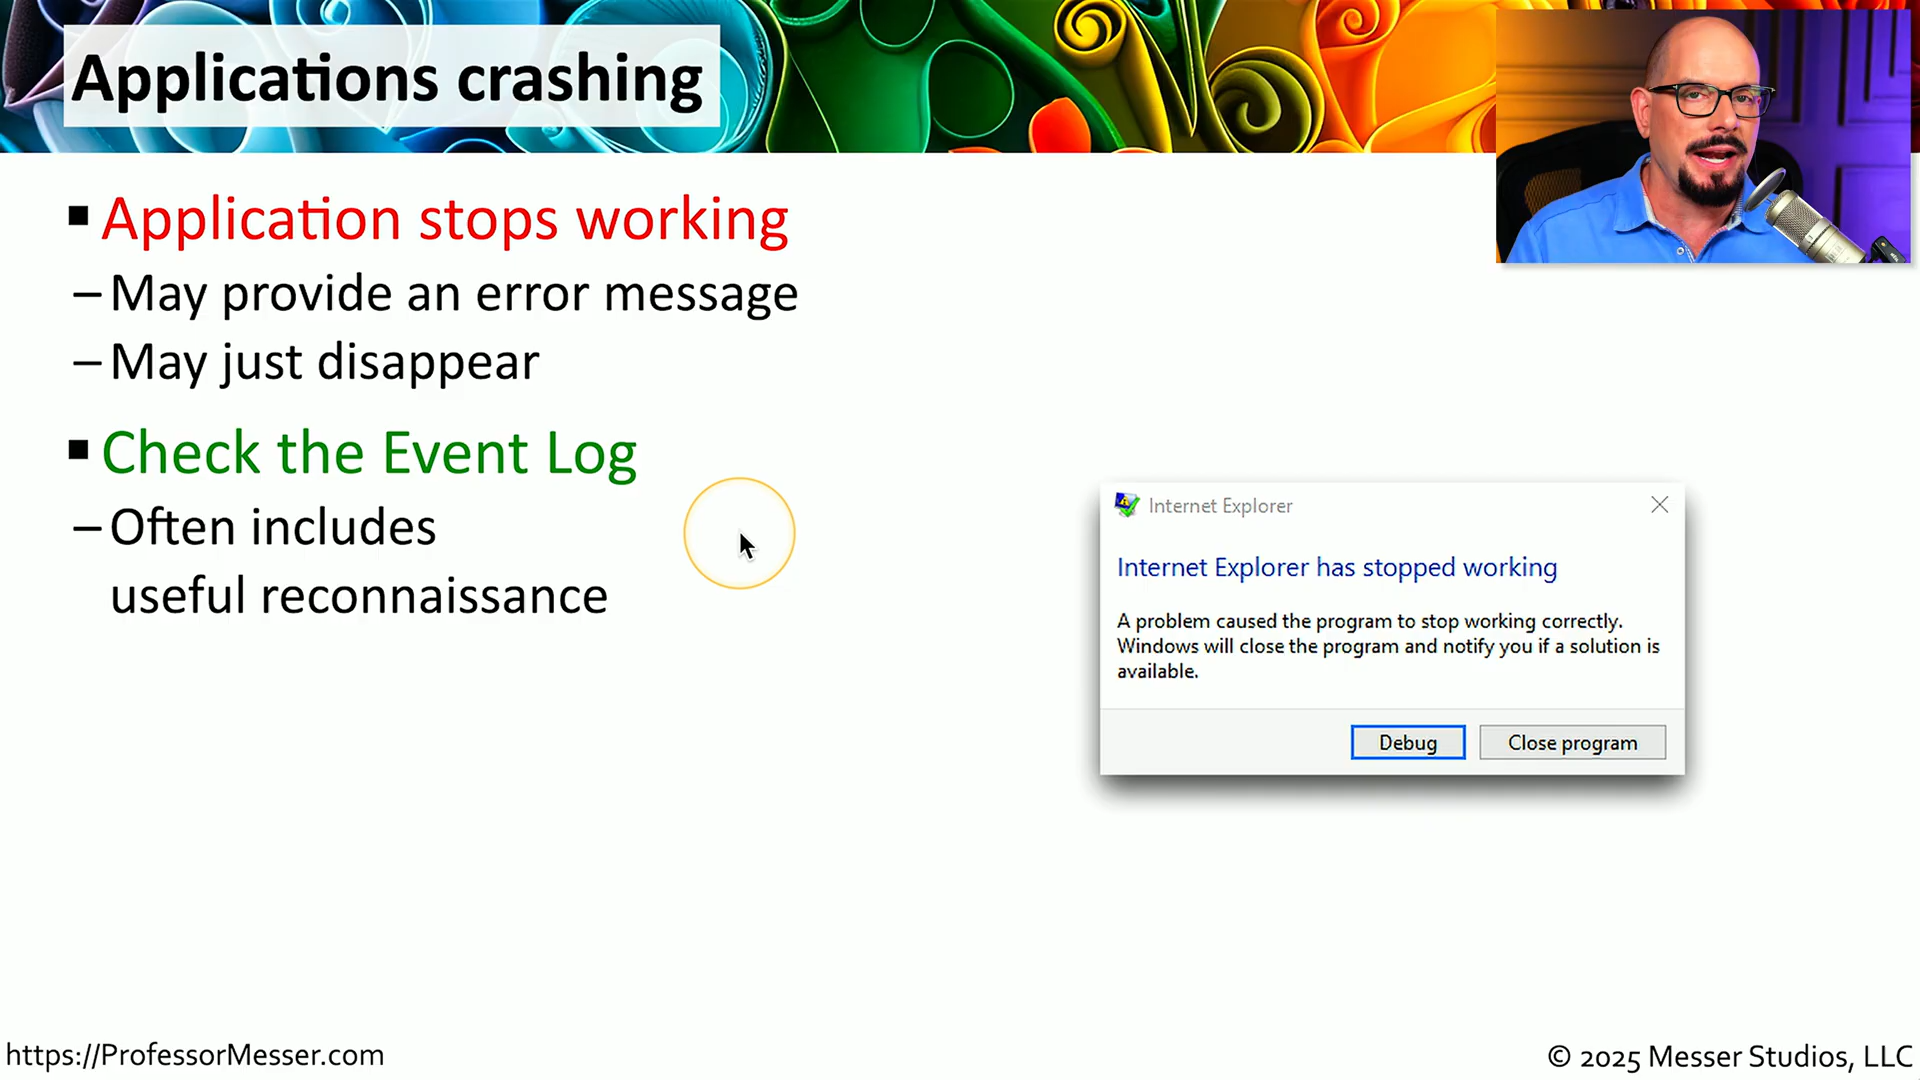 Applications crashing
▪ Application stops working
– May provide an error message
– May just disappear
▪ Check the Event Log
– Often includes
useful reconnaissance
Internet Explorer
Internet Explorer has stopped working
A problem caused the program to stop working correctly.
Windows will close the program and notify you if a solution is
available.
Debug
Close program
https://ProfessorMesser.com
© 2025 Messer Studios, LLC